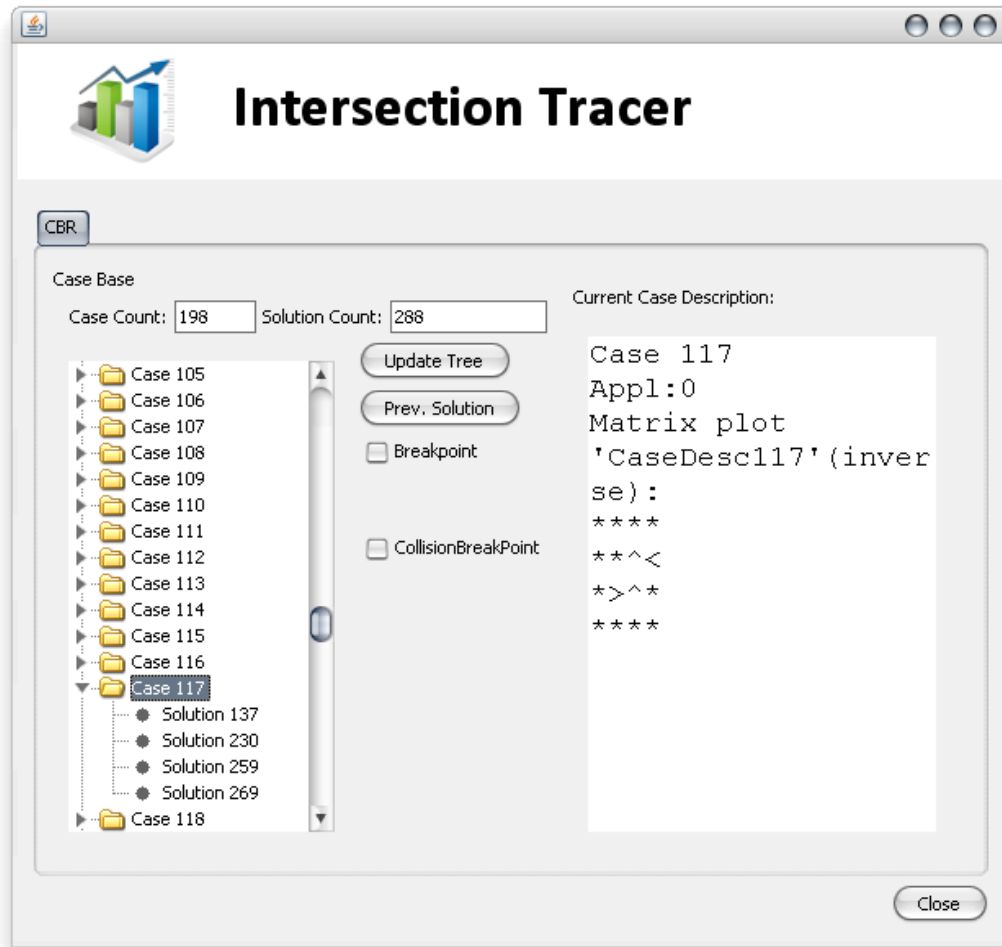 Intersection Tracer
CBR
Case Base
Case Count: 198 Solution Count: 288
Case 105
Case 106
Case 107
Case 108
Case 109
Case 110
Case 111
Case 112
Case 113
Case 114
Case 115
Case 116
Case 117
Solution 137
Solution 230
Solution 259
Solution 269
Case 118
Update Tree
Prev. Solution
Breakpoint
CollisionBreakPoint
Current Case Description:
Case 117
Appl:0
Matrix plot
'CaseDesc117'(inver
se):
****
**^<
*>^*
****
Close